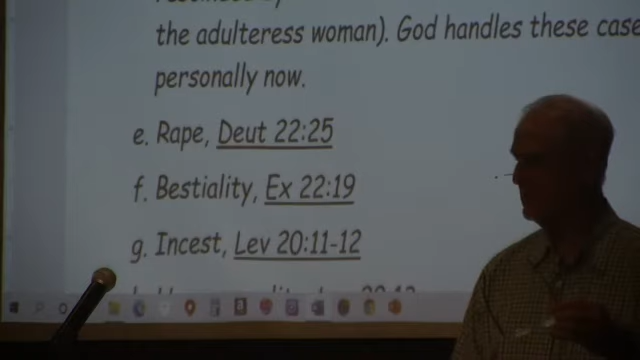 the adulteress woman). God handles these case
personally now.
e. Rape, Deut 22:25
f. Bestiality, Ex 22:19
g. Incest, Lev 20:11-12